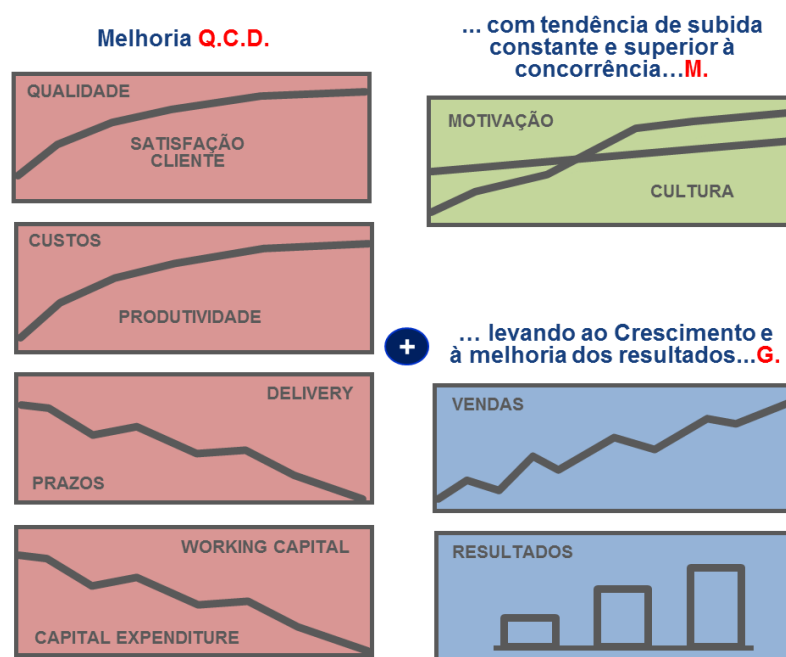 Melhoria Q.C.D.
QUALIDADE
SATISFAÇÃO
CLIENTE
CUSTOS
PRODUTIVIDADE
DELIVERY
PRAZOS
WORKING CAPITAL
CAPITAL EXPENDITURE
+
... com tendência de subida
constante e superior à
concorrência...M.
MOTIVAÇÃO
CULTURA
... levando ao Crescimento e
à melhoria dos resultados...G.
VENDAS
RESULTADOS